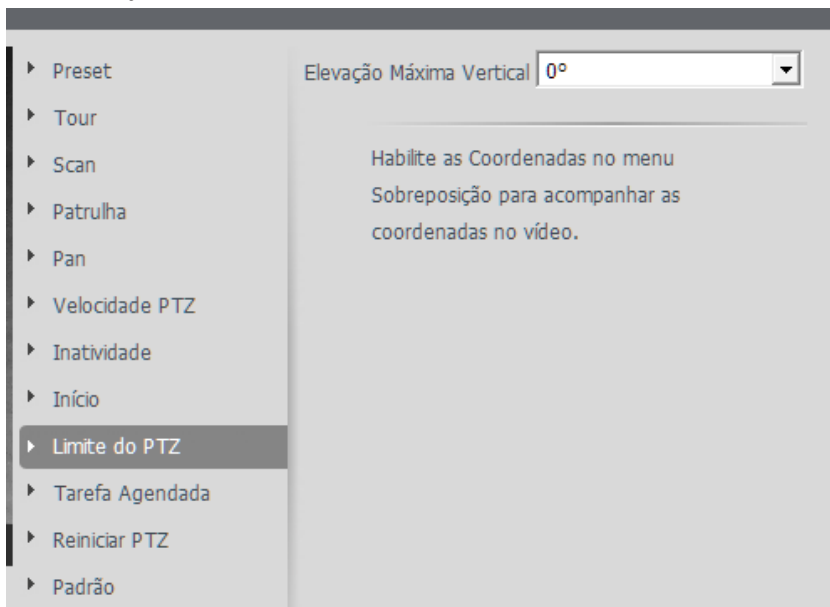 Preset
Tour
Scan
Patrulha
Pan
Velocidade PTZ
Inatividade
Início
Limite do PTZ
Tarefa Agendada
Reiniciar PTZ
Padrão
Elevação Máxima Vertical 0º
Habilite as Coordenadas no menu
Sobreposição para acompanhar as
coordenadas no vídeo.